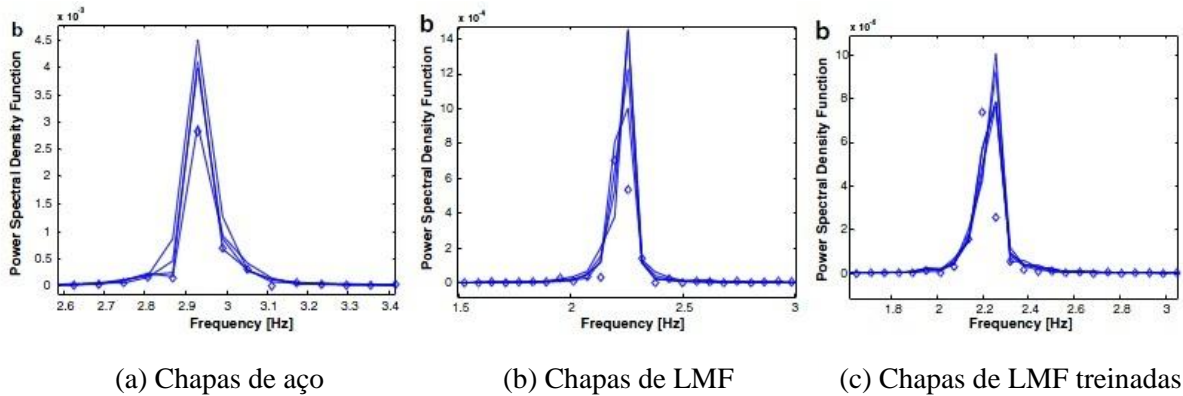 b
x 10⁻³
4.5
4
3.5
3
2.5
2
1.5
1
0.5
0
Power Spectral Density Function
2.6 2.7 2.8 2.9 3 3.1 3.2 3.3 3.4
Frequency [Hz]
b
x 10⁻⁴
14
12
10
8
6
4
2
0
Power Spectral Density Function
1.5 2 2.5 3
Frequency [Hz]
b
10
8
6
4
2
0
Power Spectral Density Function
1.8 2 2.2 2.4 2.6 2.8 3
Frequency [Hz]
(a) Chapas de aço
(b) Chapas de LMF
(c) Chapas de LMF treinadas